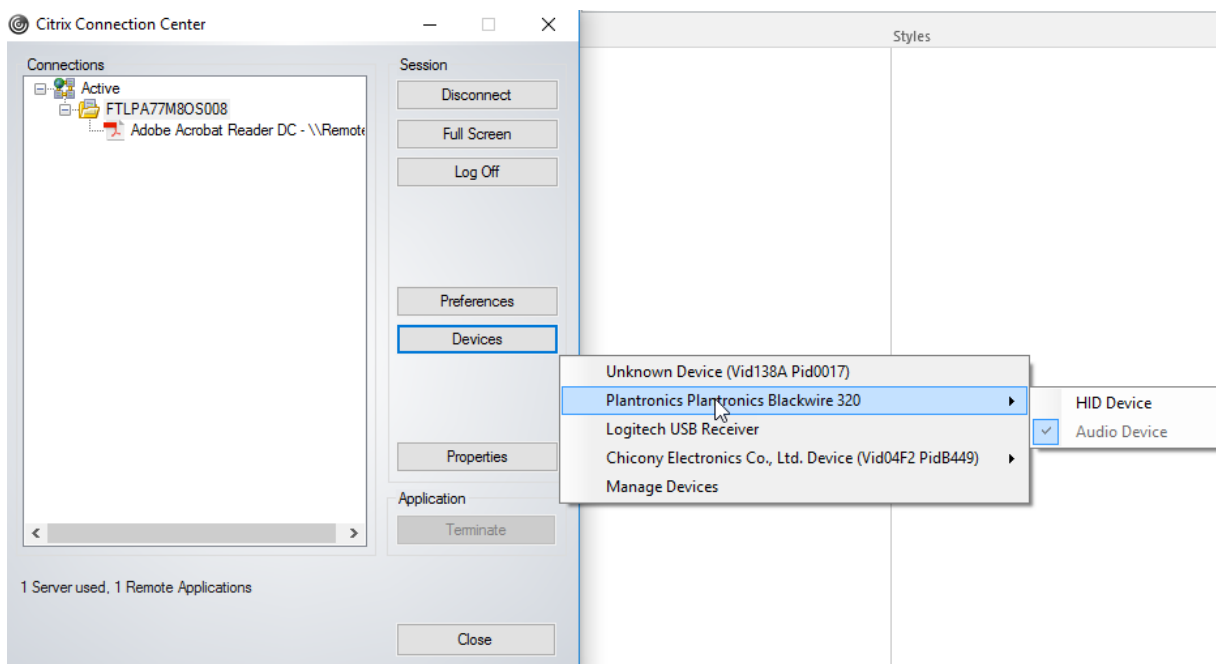 Citrix Connection Center
Styles
Connections
Active
FTLPA77M8OS008
Adobe Acrobat Reader DC - \\Remote
Session
Disconnect
Full Screen
Log Off
Preferences
Devices
Properties
Unknown Device (Vid138A Pid0017)
Plantronics Plantronics Blackwire 320
Logitech USB Receiver
Chicony Electronics Co., Ltd. Device (Vid04F2 PidB449)
Manage Devices
HID Device
Audio Device
Application
Terminate
1 Server used, 1 Remote Applications
Close